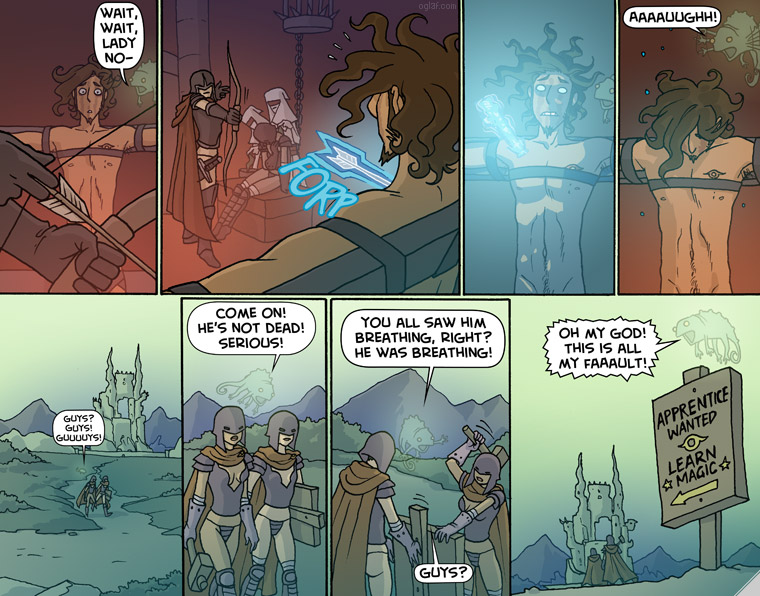 WAIT,
WAIT,
LADY
NO-
oglaf.com
FORP
AAAAUUGHH!
GUYS?
GUYS!
GUUUUYS!
COME ON!
HE'S NOT DEAD!
SERIOUS!
YOU ALL SAW HIM
BREATHING, RIGHT?
HE WAS BREATHING!
GUYS?
OH MY GOD!
THIS IS ALL
MY FAAAULT!
APPRENTICE
WANTED
LEARN
MAGIC